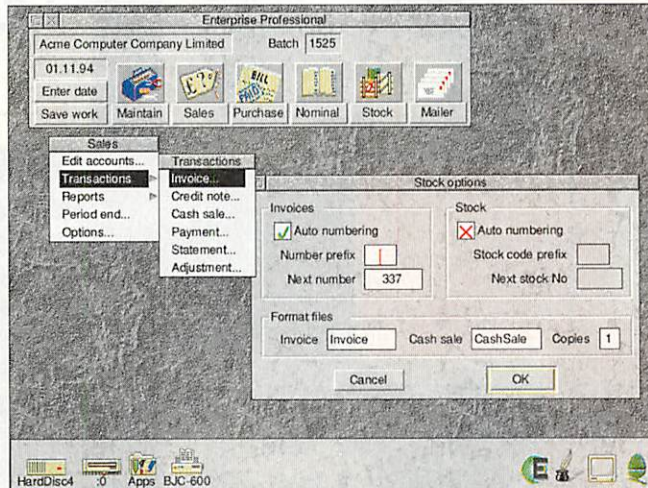 Enterprise Professional
Acme Computer Company Limited Batch 1525
01.11.94
Enter date
Save work Maintain Sales Purchase Nominal Stock Mailer
£? BILL
PAID
Sales
Edit accounts...
Transactions
Reports
Period end...
Options...
Transactions
Invoice...
Credit note...
Cash sale...
Payment...
Statement...
Adjustment...
Stock options
Invoices
Auto numbering
Number prefix
Next number 337
Stock
Auto numbering
Stock code prefix
Next stock No
Format files
Invoice Invoice Cash sale CashSale Copies 1
Cancel OK
HardDisc4 :0 Apps BJC-600
E